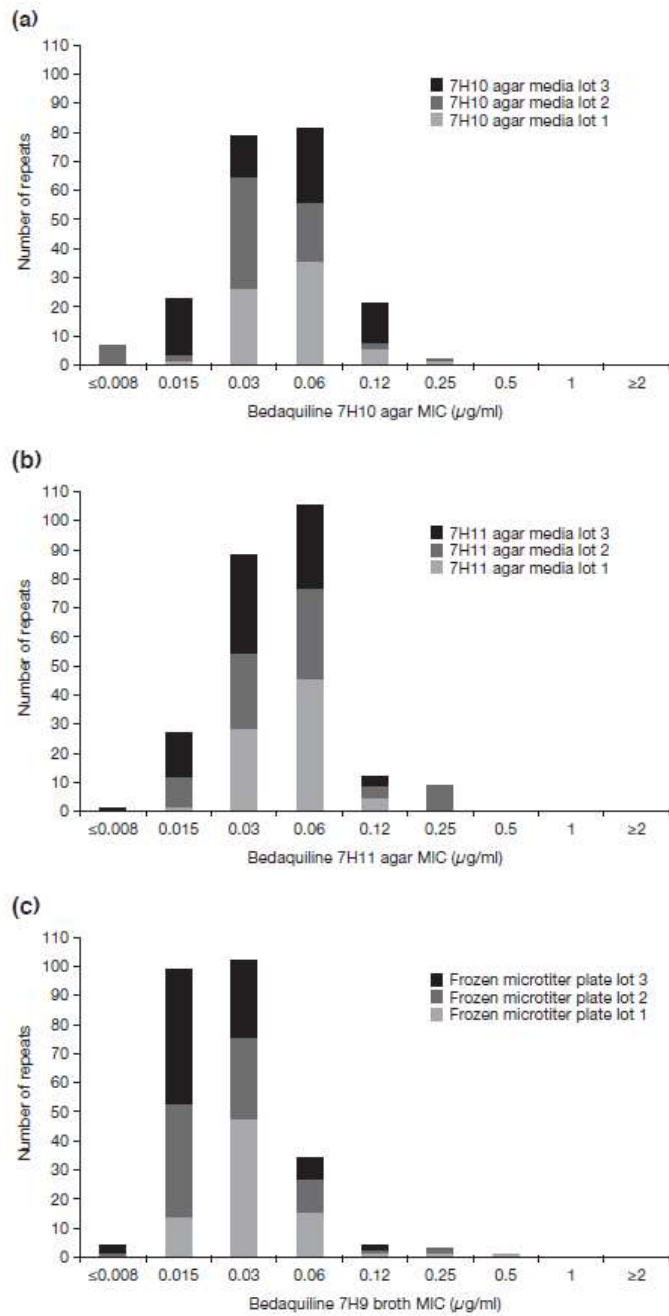 (a)
110
100
90
80
70
60
50
40
30
20
10
0
Number of repeats
7H10 agar media lot 3
7H10 agar media lot 2
7H10 agar media lot 1
≤0.008 0.015 0.03 0.06 0.12 0.25 0.5 1 ≥2
Bedaquiline 7H10 agar MIC (µg/ml)
(b)
110
100
90
80
70
60
50
40
30
20
10
0
Number of repeats
7H11 agar media lot 3
7H11 agar media lot 2
7H11 agar media lot 1
≤0.008 0.015 0.03 0.06 0.12 0.25 0.5 1 ≥2
Bedaquiline 7H11 agar MIC (µg/ml)
(c)
110
100
90
80
70
60
50
40
30
20
10
0
Number of repeats
Frozen microtiter plate lot 3
Frozen microtiter plate lot 2
Frozen microtiter plate lot 1
≤0.008 0.015 0.03 0.06 0.12 0.25 0.5 1 ≥2
Bedaquiline 7H9 broth MIC (µg/ml)